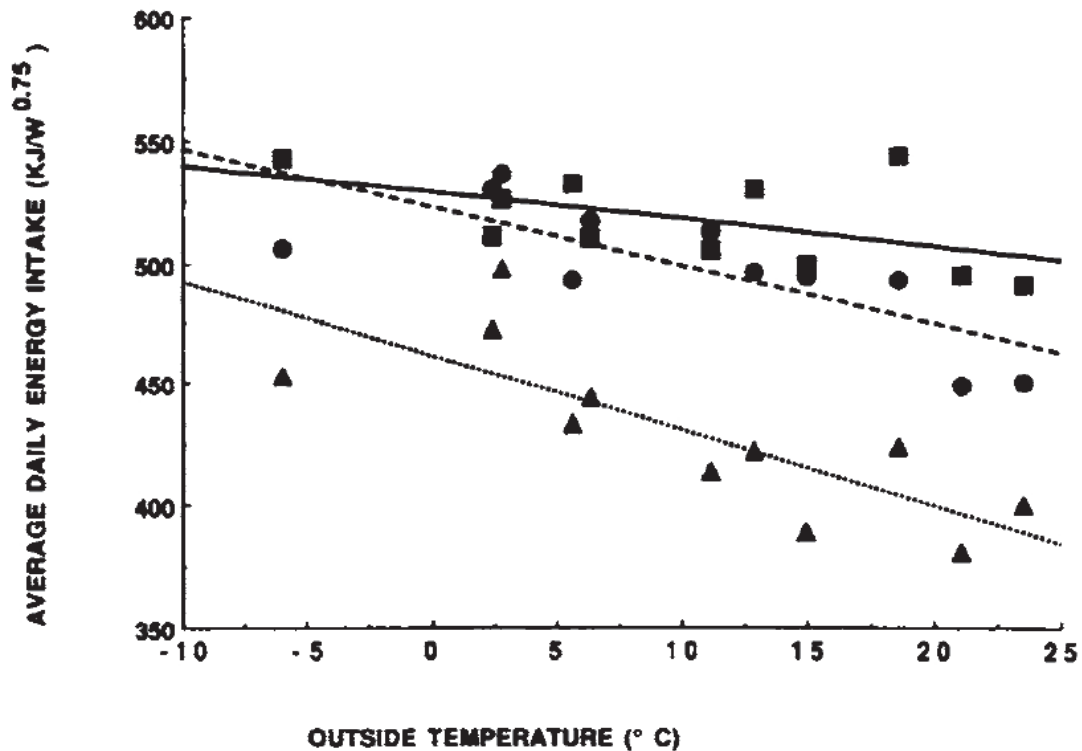 AVERAGE DAILY ENERGY INTAKE (KJ/W^0.75)
600
550
500
450
400
350
-10 -5 0 5 10 15 20 25
OUTSIDE TEMPERATURE (° C)